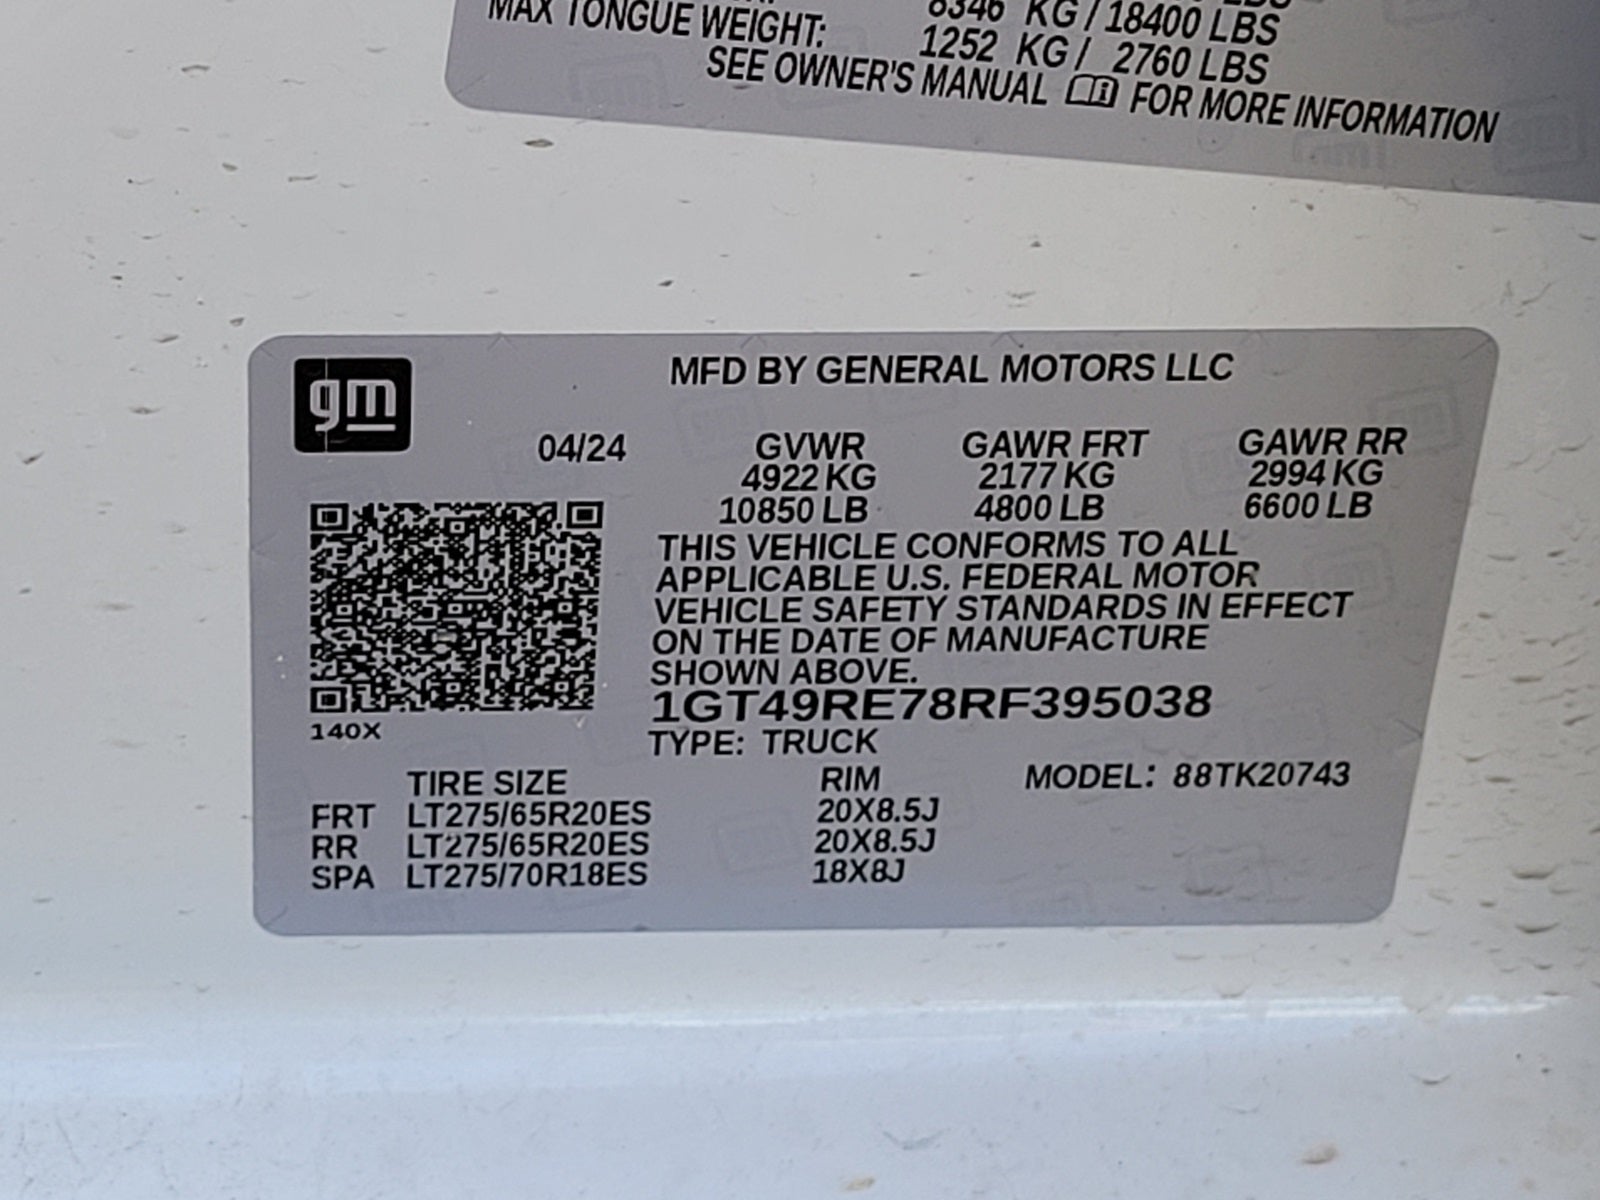 MAX TONGUE WEIGHT: 1252 KG / 2760 LBS
8346 KG / 18400 LBS
SEE OWNER'S MANUAL FOR MORE INFORMATION
gm
MFD BY GENERAL MOTORS LLC
04/24 GVWR GAWR FRT GAWR RR
4922 KG 2177 KG 2994 KG
10850 LB 4800 LB 6600 LB
THIS VEHICLE CONFORMS TO ALL
APPLICABLE U.S. FEDERAL MOTOR
VEHICLE SAFETY STANDARDS IN EFFECT
ON THE DATE OF MANUFACTURE
SHOWN ABOVE.
1GT49RE78RF395038
140X
TYPE: TRUCK
TIRE SIZE RIM MODEL: 88TK20743
FRT LT275/65R20ES 20X8.5J
RR LT275/65R20ES 20X8.5J
SPA LT275/70R18ES 18X8J